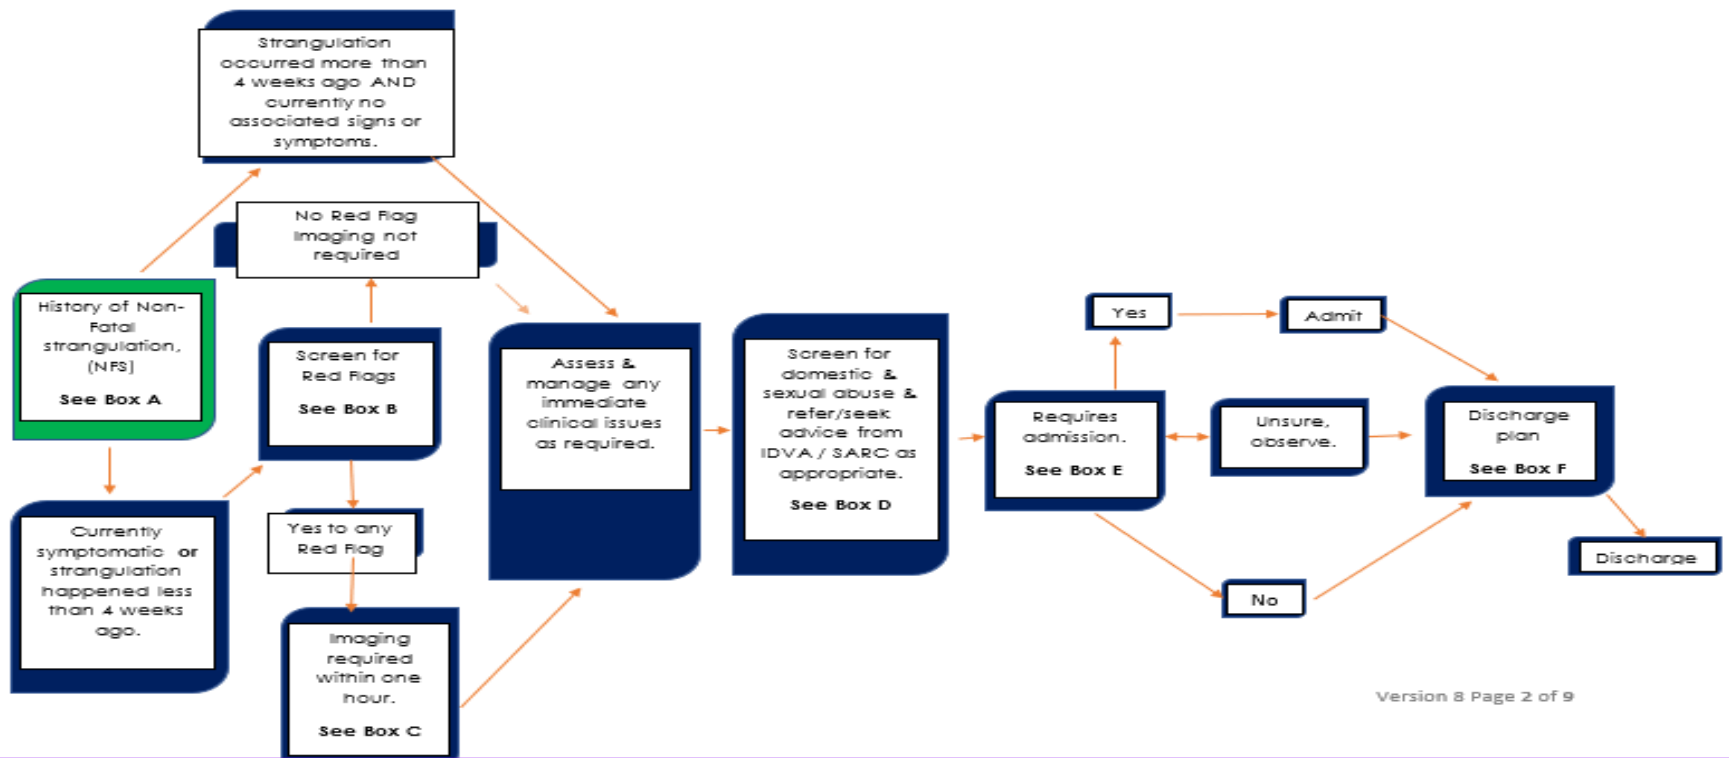 Strangulation
occurred more than
4 weeks ago AND
currently no
associated signs or
symptoms.
No Red Flag
Imaging not
required
History of Non-
Fatal
strangulation,
(NFS)
See Box A
Screen for
Red Flags
See Box B
Currently
symptomatic or
strangulation
happened less
than 4 weeks
ago.
Yes to any
Red Flag
Imaging
required
within one
hour.
See Box C
Assess &
manage any
immediate
clinical issues
as required.
Screen for
domestic &
sexual abuse &
refer/seek
advice from
IDVA / SARC as
appropriate.
See Box D
Requires
admission.
See Box E
Yes
Admit
Unsure,
observe.
No
Discharge
plan
See Box F
Discharge
Version 8 Page 2 of 9